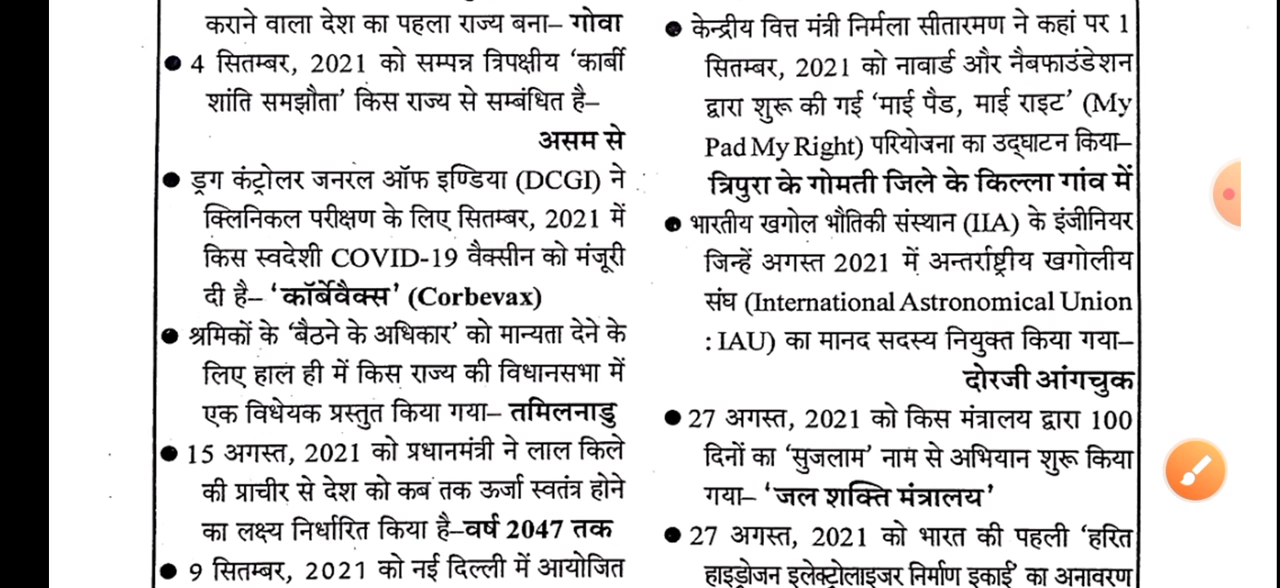 कराने वाला देश का पहला राज्य बना– गोवा
● 4 सितम्बर, 2021 को सम्पन्न त्रिपक्षीय ‘कार्बी
शांति समझौता’ किस राज्य से सम्बंधित है–
असम से
● ड्रग कंट्रोलर जनरल ऑफ इण्डिया (DCGI) ने
क्लिनिकल परीक्षण के लिए सितम्बर, 2021 में
किस स्वदेशी COVID-19 वैक्सीन को मंजूरी
दी है– ‘कॉर्बेवैक्स’ (Corbevax)
● श्रमिकों के ‘बैठने के अधिकार’ को मान्यता देने के
लिए हाल ही में किस राज्य की विधानसभा में
एक विधेयक प्रस्तुत किया गया– तमिलनाडु
● 15 अगस्त, 2021 को प्रधानमंत्री ने लाल किले
की प्राचीर से देश को कब तक ऊर्जा स्वतंत्र होने
का लक्ष्य निर्धारित किया है–वर्ष 2047 तक
● 9 सितम्बर, 2021 को नई दिल्ली में आयोजित
● केन्द्रीय वित्त मंत्री निर्मला सीतारमण ने कहां पर 1
सितम्बर, 2021 को नाबार्ड और नैबफाउंडेशन
द्वारा शुरू की गई ‘माई पैड, माई राइट’ (My
Pad My Right) परियोजना का उद्घाटन किया–
त्रिपुरा के गोमती जिले के किल्ला गांव में
● भारतीय खगोल भौतिकी संस्थान (IIA) के इंजीनियर
जिन्हें अगस्त 2021 में अन्तर्राष्ट्रीय खगोलीय
संघ (International Astronomical Union
: IAU) का मानद सदस्य नियुक्त किया गया–
दोरजी आंगचुक
● 27 अगस्त, 2021 को किस मंत्रालय द्वारा 100
दिनों का ‘सुजलाम’ नाम से अभियान शुरू किया
गया– ‘जल शक्ति मंत्रालय’
● 27 अगस्त, 2021 को भारत की पहली ‘हरित
हाइड्रोजन इलेक्ट्रोलाइजर निर्माण इकाई’ का अनावरण